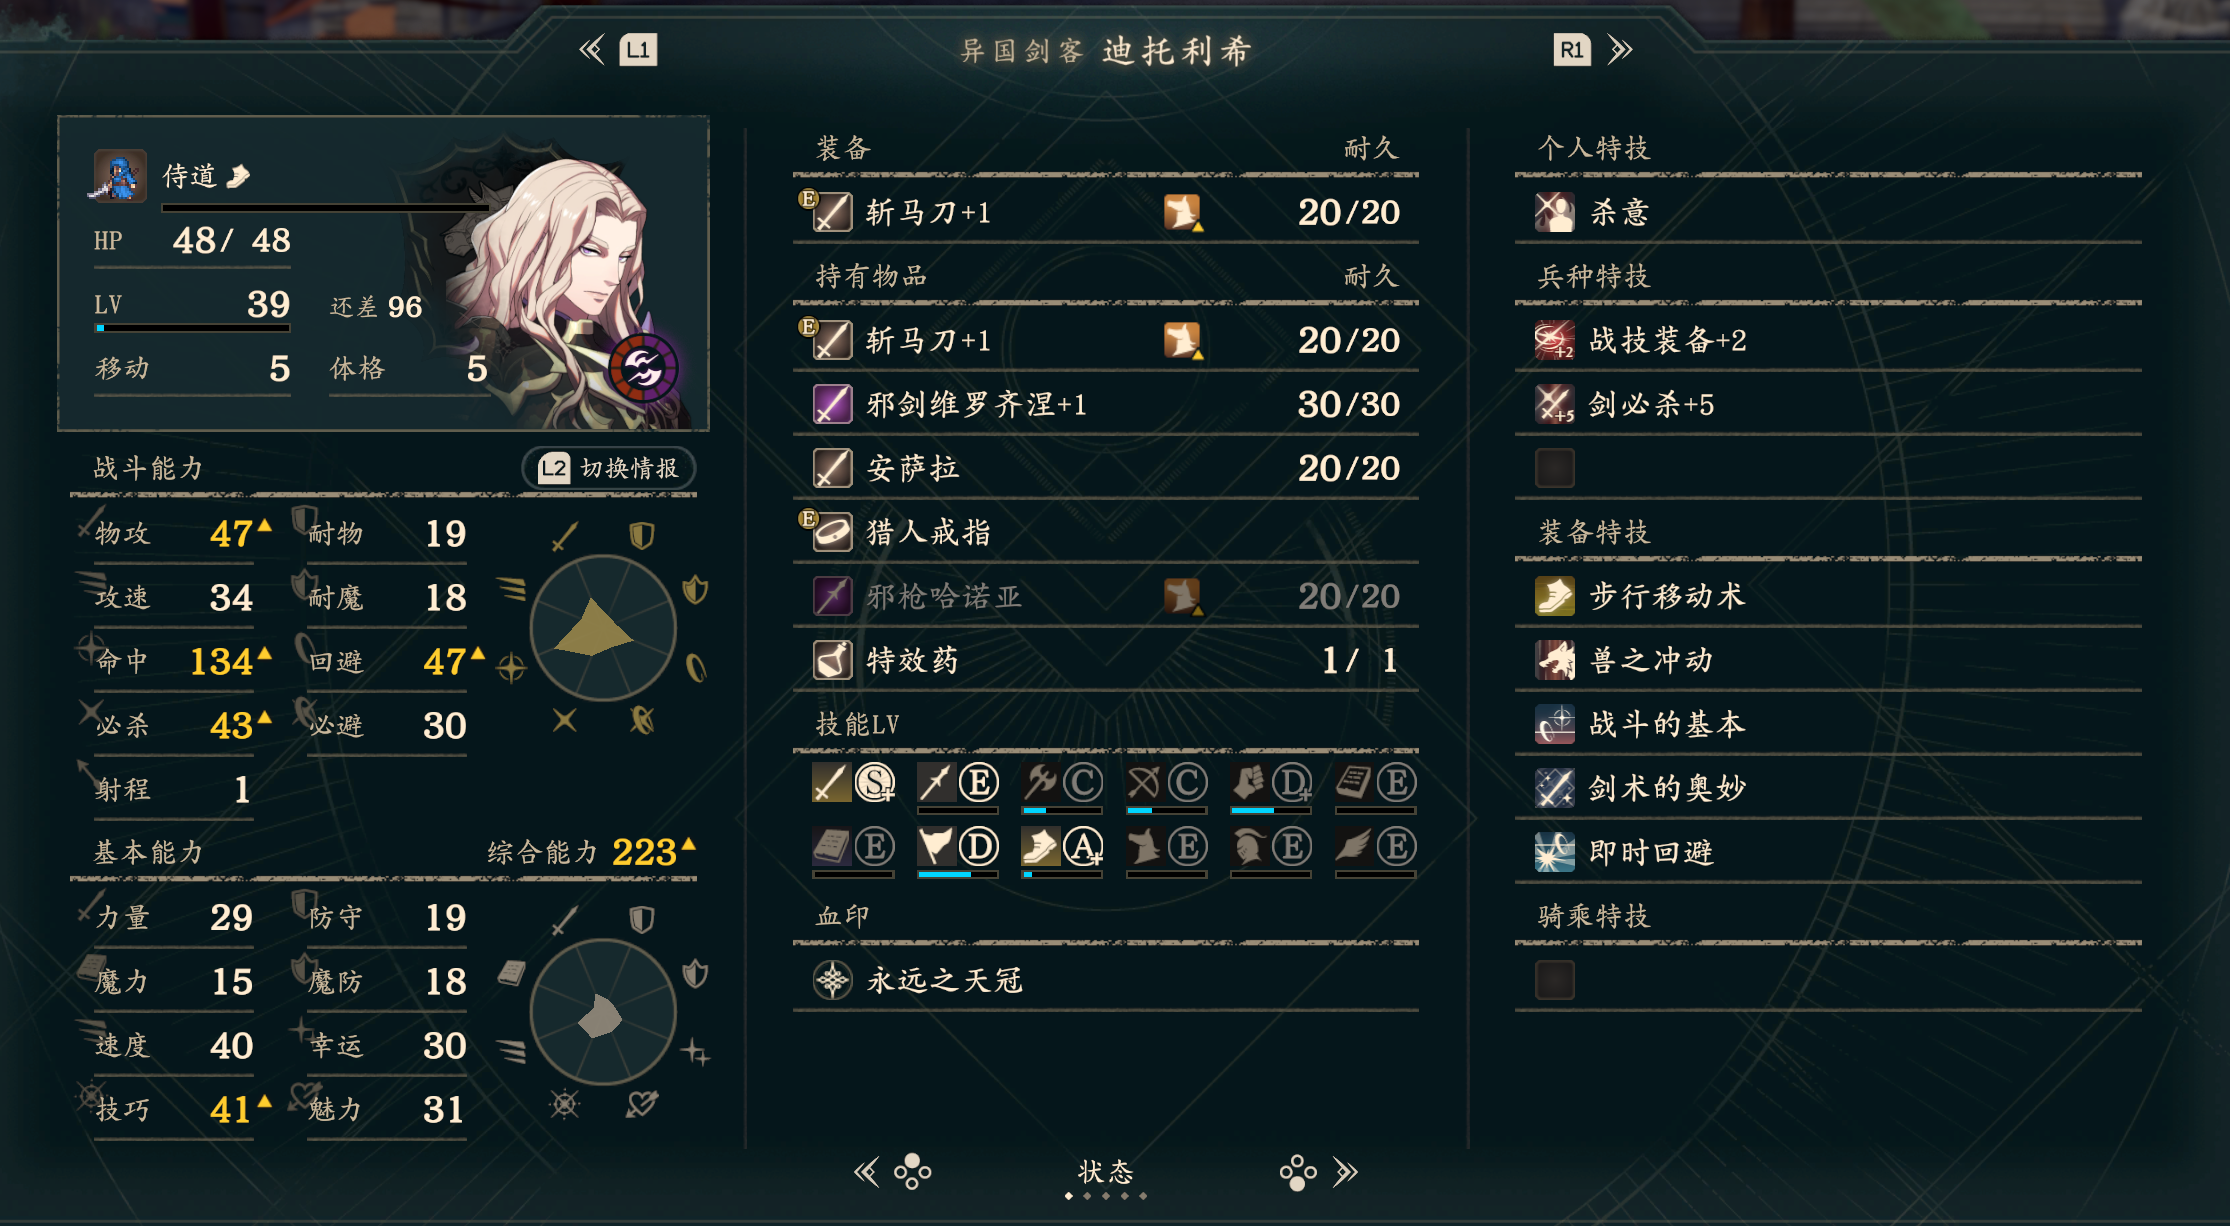 L1 异国剑客 迪托利希 R1
侍道
HP 48/ 48
LV 39 还差 96
移动 5 体格 5
战斗能力 L2 切换情报
物攻 47 耐物 19
攻速 34 耐魔 18
命中 134 回避 47
必杀 43 必避 30
射程 1
基本能力 综合能力 223
力量 29 防守 19
魔力 15 魔防 18
速度 40 幸运 30
技巧 41 魅力 31
装备 耐久
E 斩马刀+1 20/20
持有物品 耐久
E 斩马刀+1 20/20
邪剑维罗齐涅+1 30/30
安萨拉 20/20
E 猎人戒指
邪枪哈诺亚 20/20
特效药 1/ 1
技能LV
S+ E C C D+ E
E D A+ E E E
血印
永远之天冠
个人特技
杀意
兵种特技
+2 战技装备+2
+5 剑必杀+5
装备特技
步行移动术
兽之冲动
战斗的基本
剑术的奥妙
即时回避
骑乘特技
状态